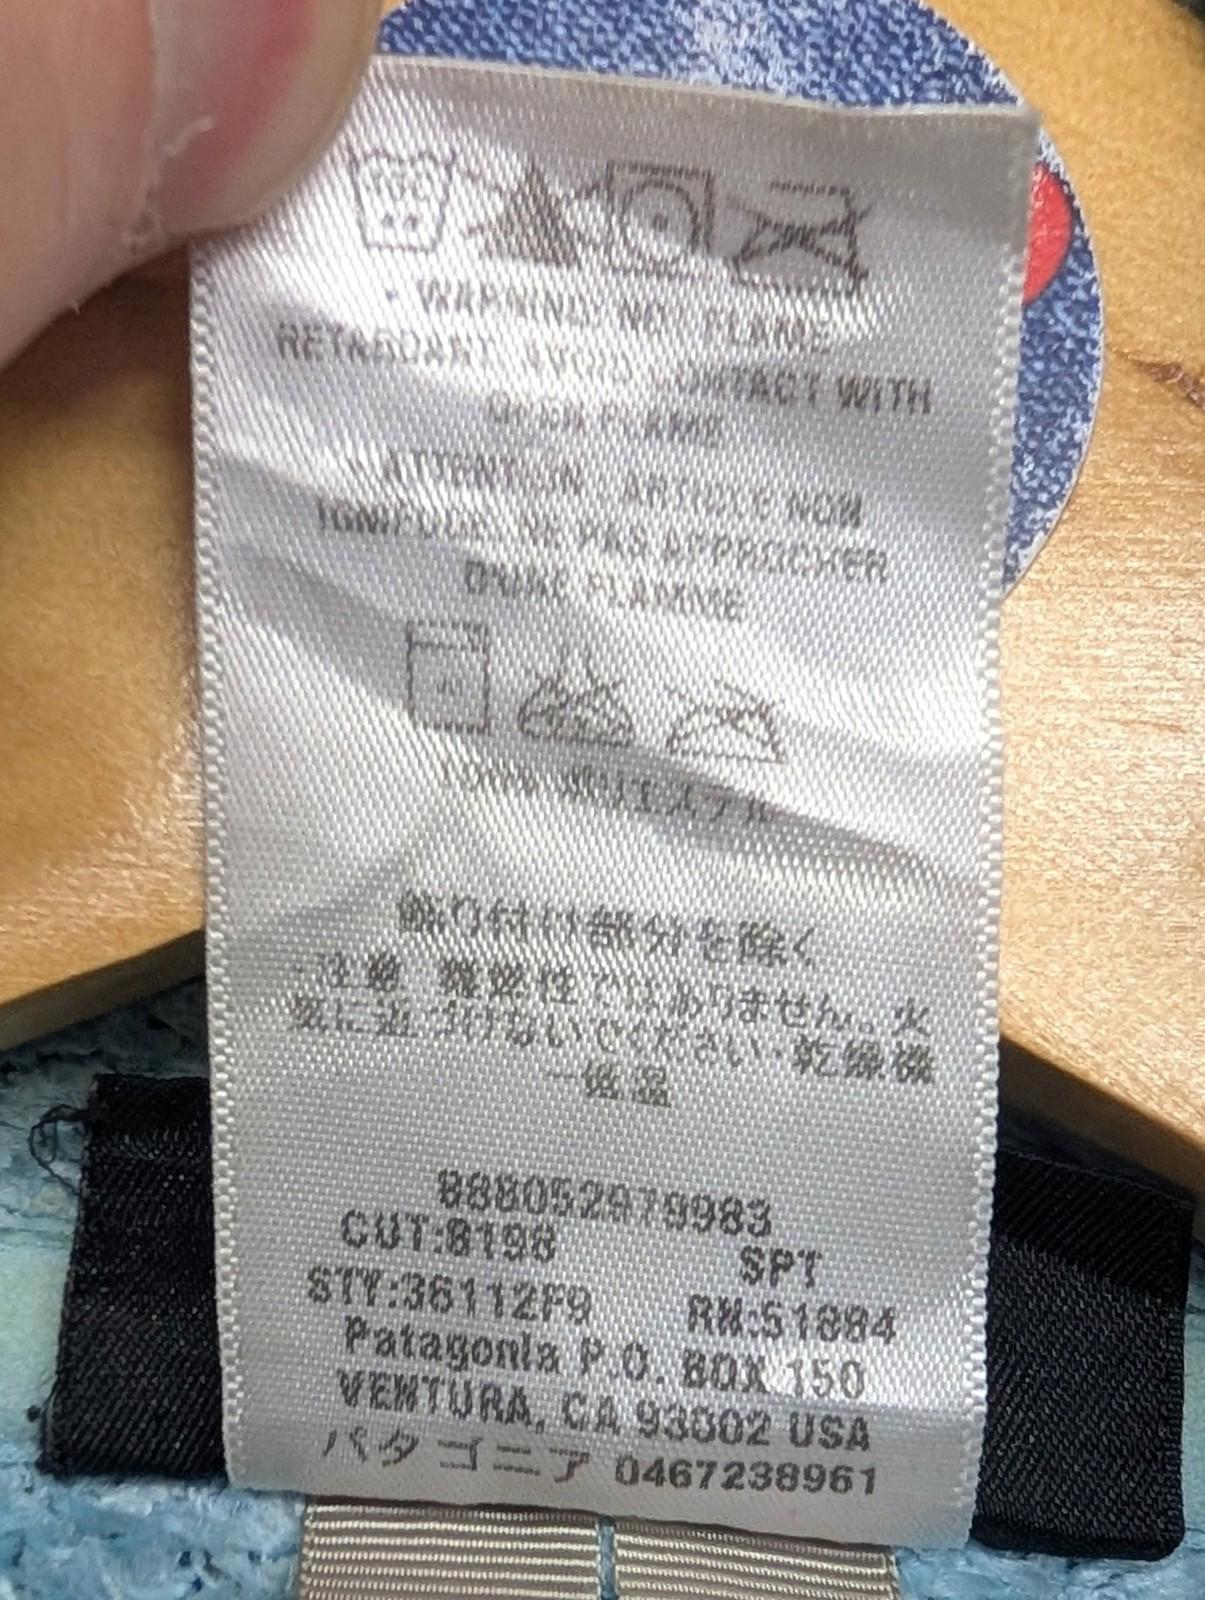 • WARNING NOT FLAME
RETARDANT. AVOID CONTACT WITH
OPEN FLAME
ATTENTION : ARTICLE NON
IGNIFUGE. NE PAS APPROCHER
D'UNE FLAMME
100% ポリエステル
飾り付け部分を除く
注意 難燃性ではありません。火
気に近づけないでください・乾燥機
一低温
888052979983
CUT:8198 SPT
STY:36112F9 RN:51884
Patagonia P.O. BOX 150
VENTURA, CA 93002 USA
パタゴニア 0467238961